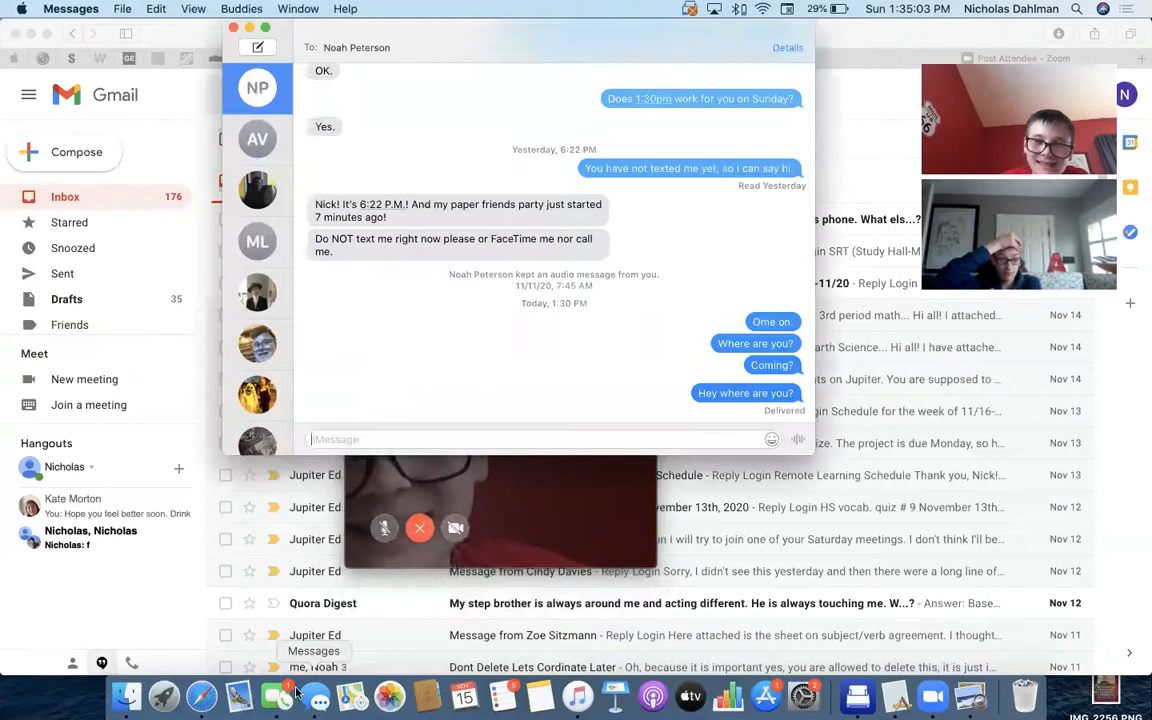 Messages File Edit View Buddies Window Help 29% Sun 1:35:03 PM Nicholas Dahlman
Post Attendee - Zoom
GE
To: Noah Peterson Details
Gmail
N
Compose
Inbox 176
Starred
Snoozed
Sent
Drafts 35
Friends
Meet
New meeting
Join a meeting
Hangouts
Nicholas
Kate Morton
You: Hope you feel better soon. Drink
Nicholas, Nicholas
Nicholas: f
NP
AV
ML
OK.
Does 1:30pm work for you on Sunday?
Yes.
Yesterday, 6:22 PM
You have not texted me yet, so i can say hi.
Read Yesterday
Nick! It's 6:22 P.M.! And my paper friends party just started
7 minutes ago!
Do NOT text me right now please or FaceTime me nor call
me.
Noah Peterson kept an audio message from you.
11/11/20, 7:45 AM
Today, 1:30 PM
Ome on.
Where are you?
Coming?
Hey where are you?
Delivered
iMessage
s phone. What els...?
gin SRT (Study Hall-M
-11/20 - Reply Login
3rd period math... Hi all! I attached... Nov 14
arth Science... Hi all! I have attache... Nov 14
nts on Jupiter. You are supposed to ... Nov 14
gin Schedule for the week of 11/16-... Nov 13
ize. The project is due Monday, so h... Nov 13
Jupiter Ed Schedule - Reply Login Remote Learning Schedule Thank you, Nick!... Nov 13
Jupiter Ed vember 13th, 2020 - Reply Login HS vocab. quiz # 9 November 13th... Nov 12
Jupiter Ed n I will try to join one of your Saturday meetings. I don't think I'll be... Nov 12
Jupiter Ed Message from Cindy Davies - Reply Login Sorry, I didn't see this yesterday and then there were a long line of... Nov 12
Quora Digest My step brother is always around me and acting different. He is always touching me. W...? - Answer: Base... Nov 12
Jupiter Ed Message from Zoe Sitzmann - Reply Login Here attached is the sheet on subject/verb agreement. I thought... Nov 11
Messages
me, Noah 3 Dont Delete Lets Cordinate Later - Oh, because it is important yes, you are allowed to delete this, it is just i... Nov 11
1
NOV
15
5
1
2
IMG_2256.PNG